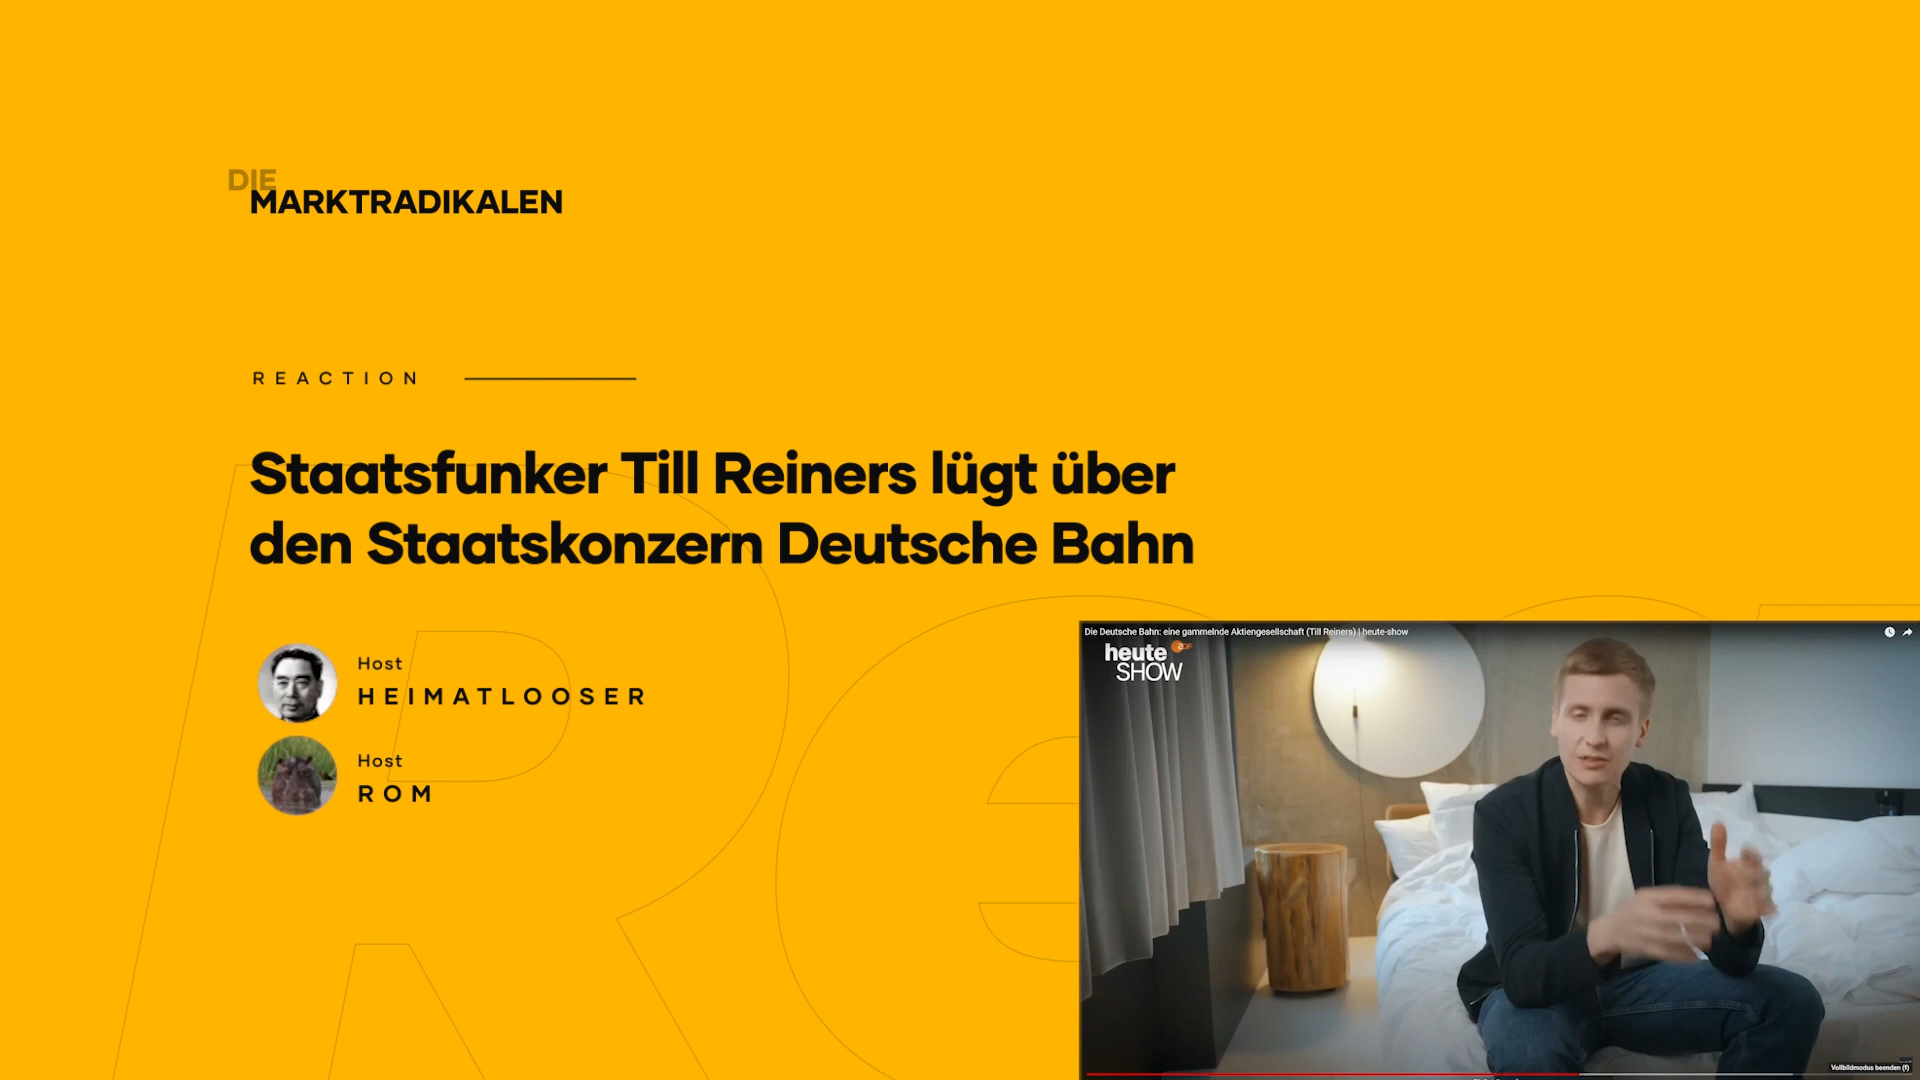 DIE
MARKTRADIKALEN
REACTION
Staatsfunker Till Reiners lügt über
den Staatskonzern Deutsche Bahn
Host
HEIMATLOOSER
Host
ROM
Die Deutsche Bahn: eine gammelnde Aktiengesellschaft (Till Reiners) | heute-show
heute ZDF
SHOW
Vollbildmodus beenden (f)